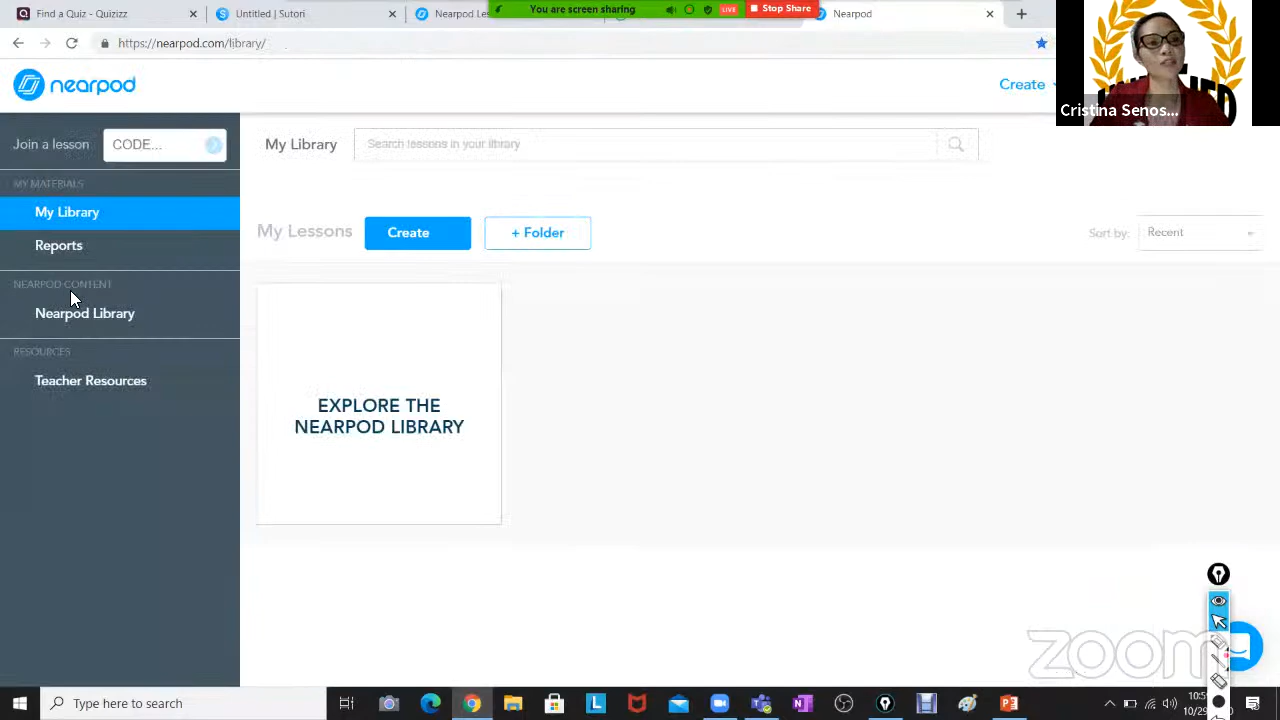 Find a Quiz - Quizizz
Untitled | Sutori
Nearpod Les
You are screen sharing
LIVE
Stop Share
Nearpod
https://nearpod.com/library/
nearpod
Create
Cristina Senos...
Join a lesson
CODE...
My Library
Search lessons in your library
MY MATERIALS
My Library
Reports
My Lessons
Create
+ Folder
Sort by:
Recent
NEARPOD CONTENT
Nearpod Library
RESOURCES
Teacher Resources
EXPLORE THE
NEARPOD LIBRARY
zoom
Type here to search